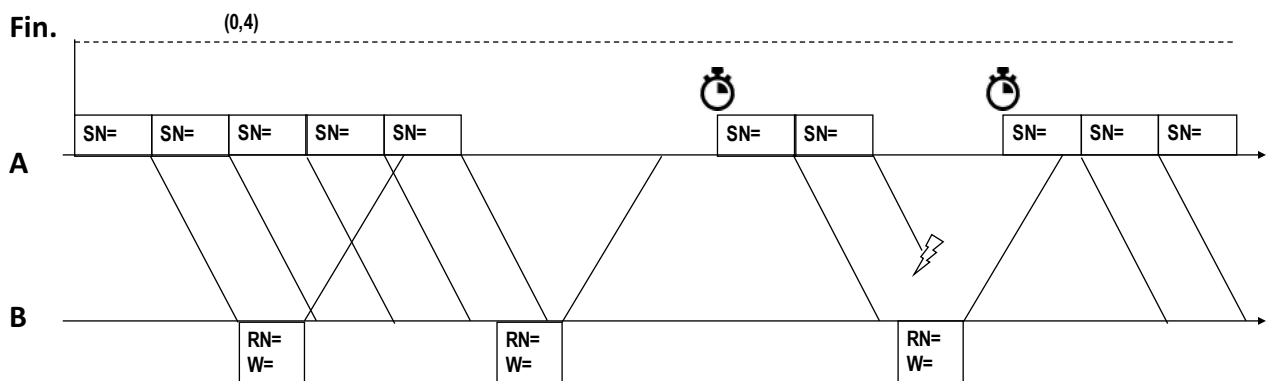 Fin. (0,4)
SN= SN= SN= SN= SN= SN= SN= SN= SN= SN=
A
B
RN= RN= RN=
W= W= W=